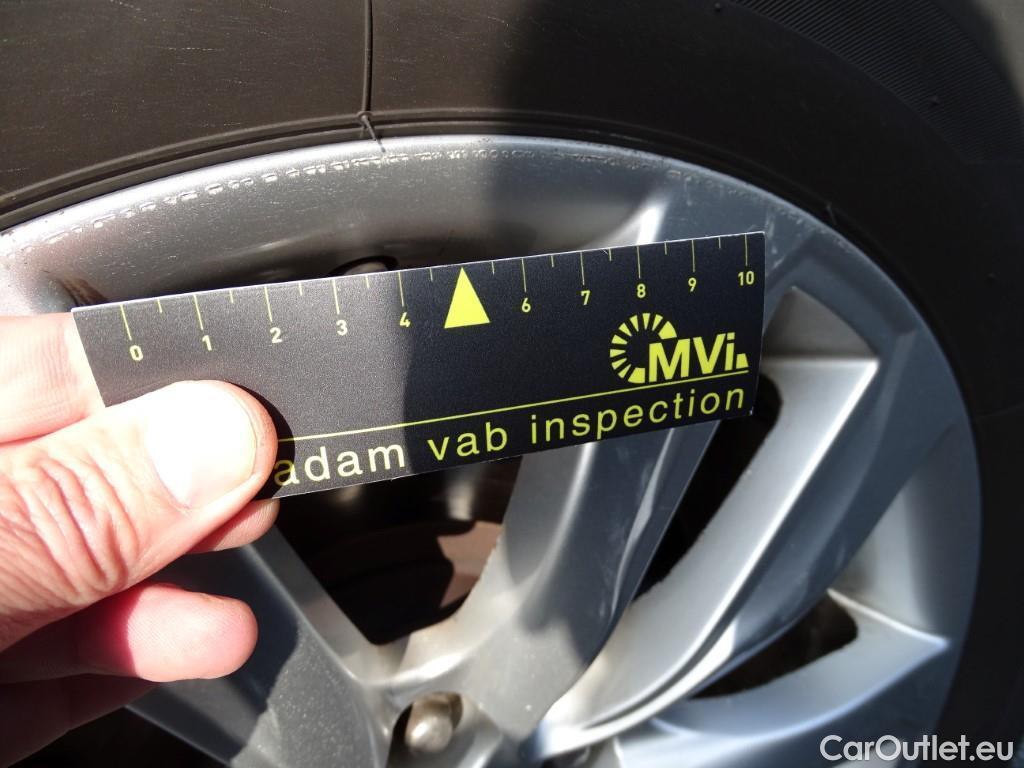 0 1 2 3 4 6 7 8 9 10
MVi
adam vab inspection
CarOutlet.eu